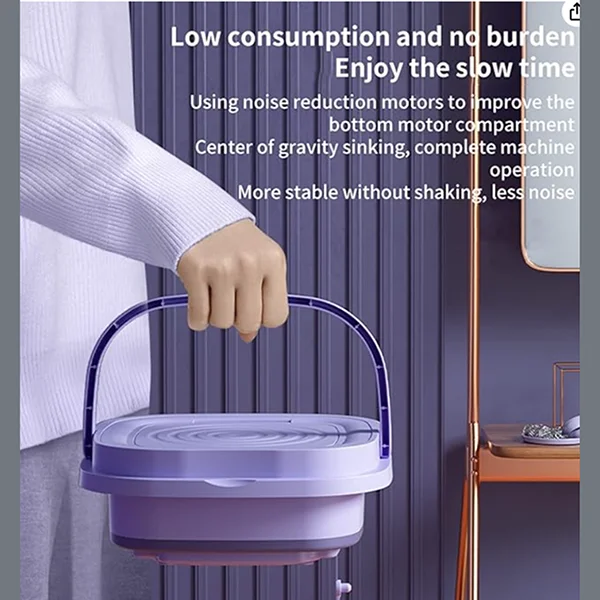 Low consumption and no burden
Enjoy the slow time
Using noise reduction motors to improve the
bottom motor compartment
Center of gravity sinking, complete machine
operation
More stable without shaking, less noise